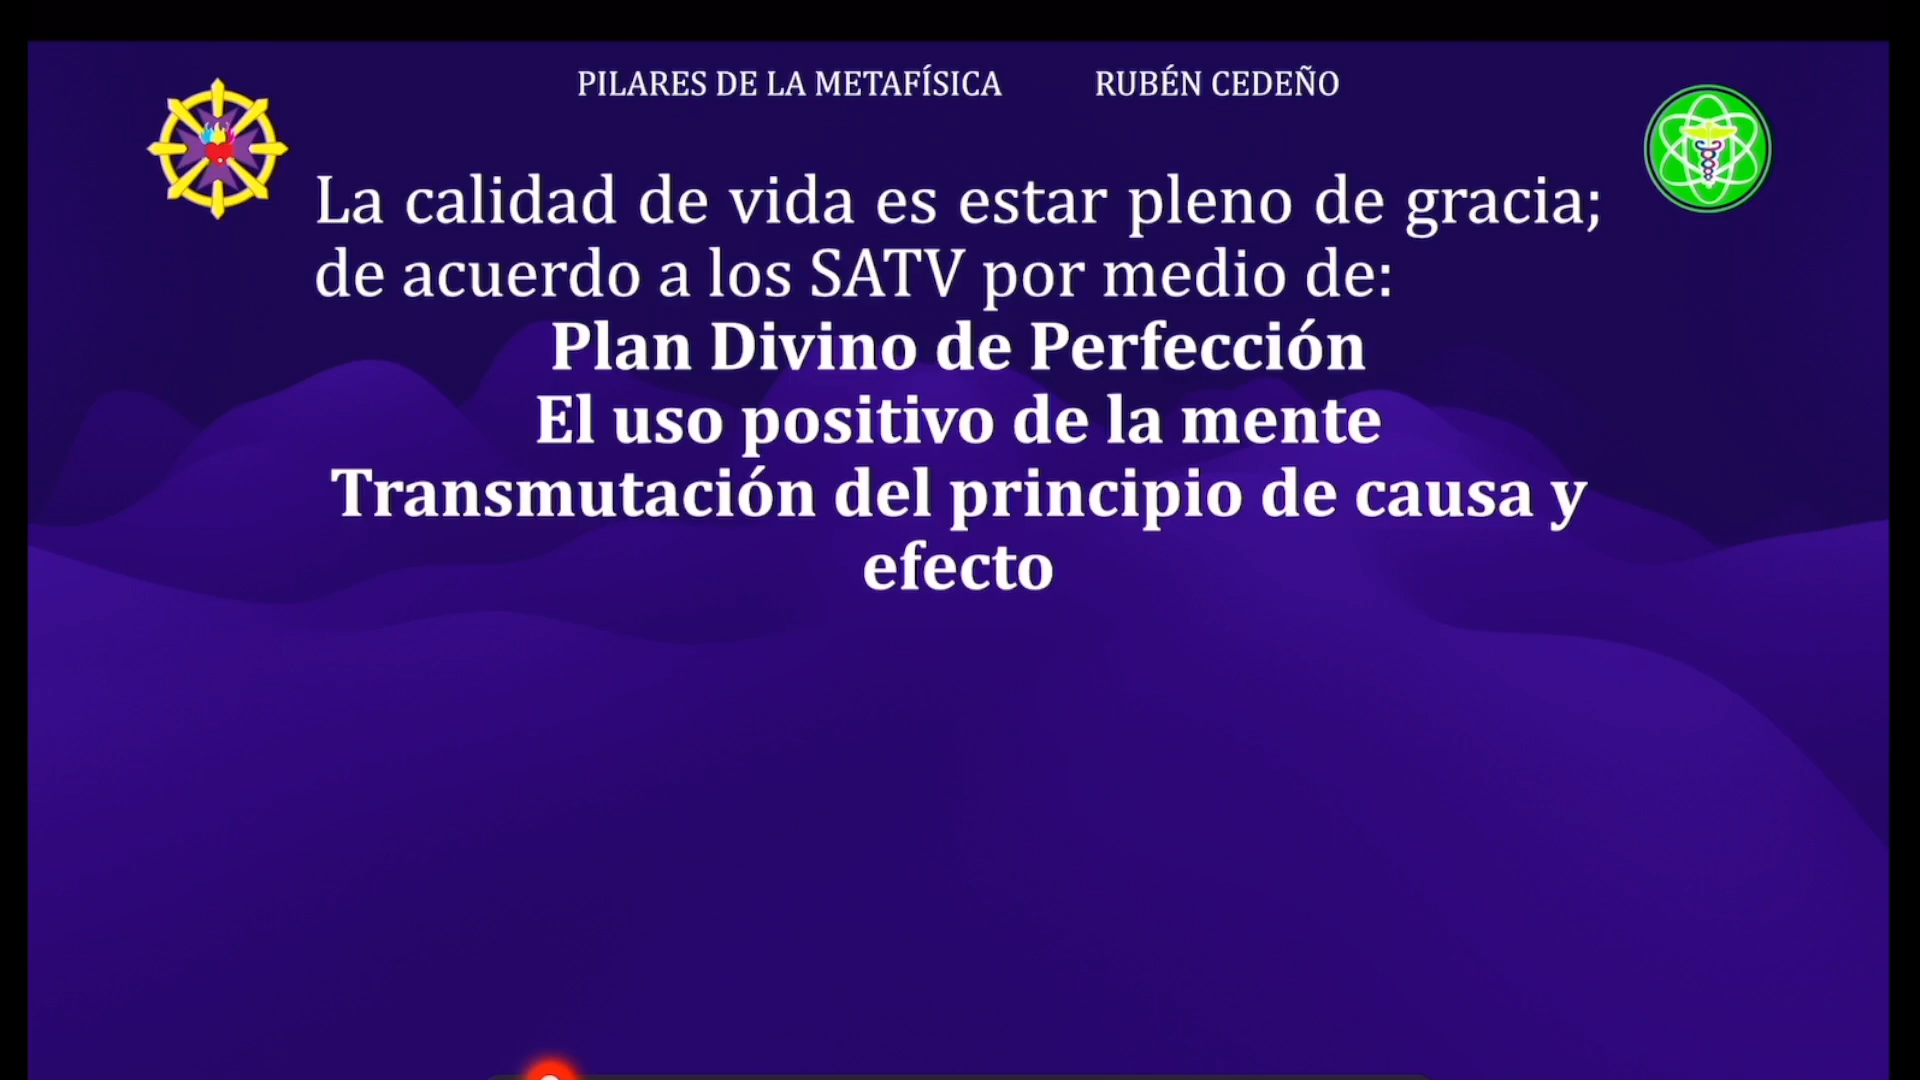 PILARES DE LA METAFÍSICA RUBÉN CEDEÑO
La calidad de vida es estar pleno de gracia;
de acuerdo a los SATV por medio de:
Plan Divino de Perfección
El uso positivo de la mente
Transmutación del principio de causa y
efecto